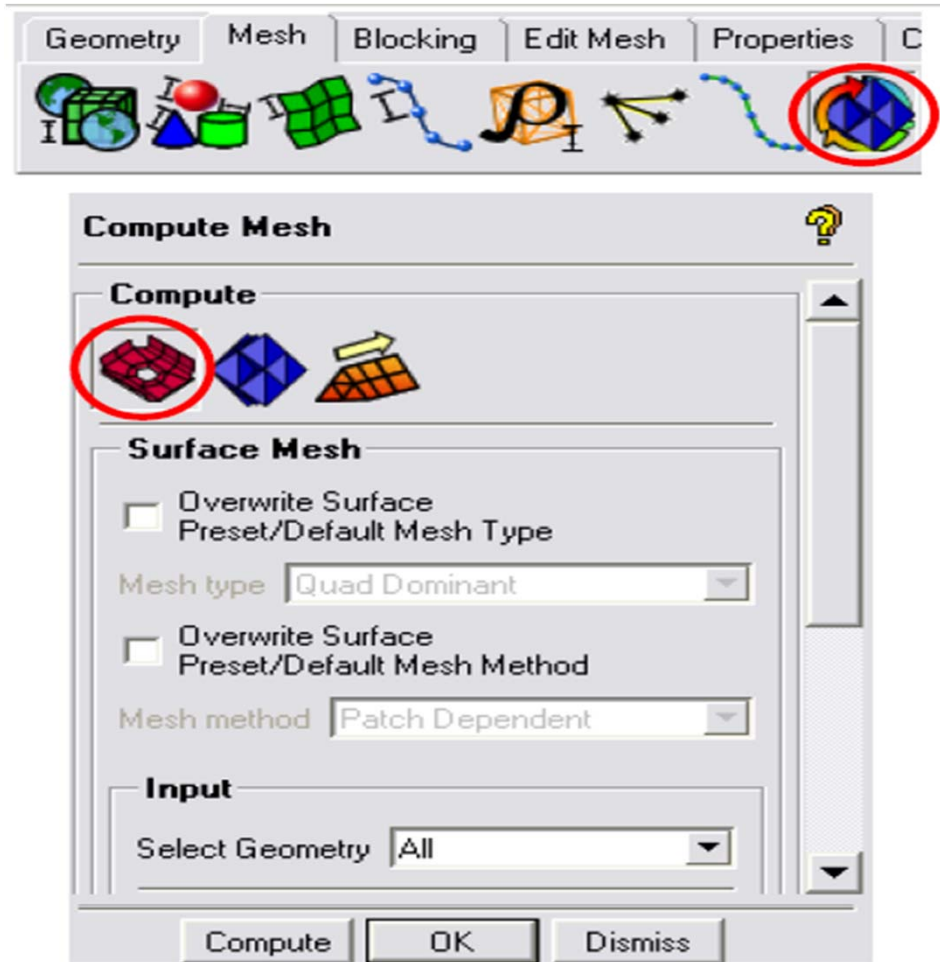 Geometry Mesh Blocking Edit Mesh Properties C
ρ
Compute Mesh ?
Compute
Surface Mesh
Overwrite Surface
Preset/Default Mesh Type
Mesh type Quad Dominant
Overwrite Surface
Preset/Default Mesh Method
Mesh method Patch Dependent
Input
Select Geometry All
Compute OK Dismiss